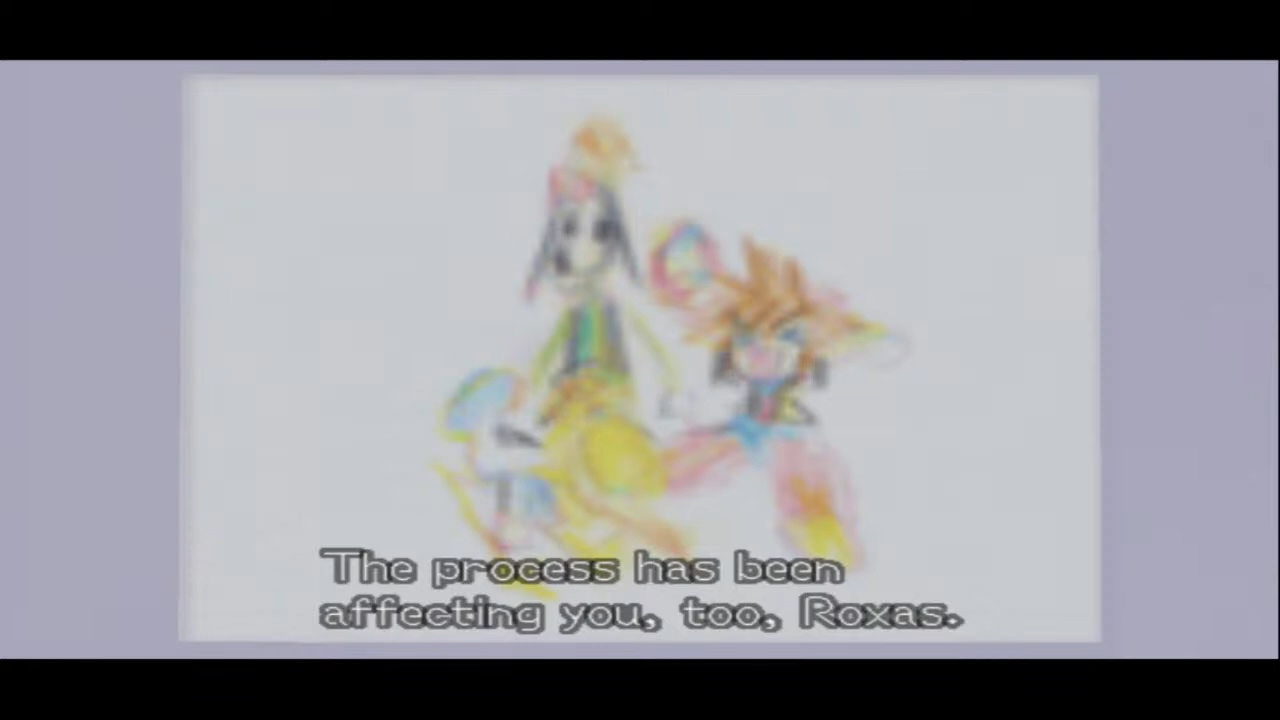 The process has been
affecting you, too, Roxas.